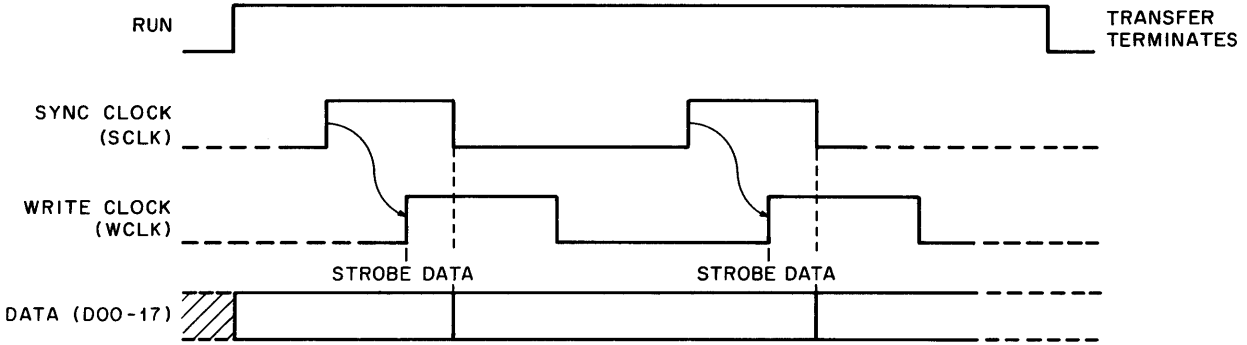 RUN
TRANSFER
TERMINATES
SYNC CLOCK
(SCLK)
WRITE CLOCK
(WCLK)
STROBE DATA
STROBE DATA
DATA (D00-17)